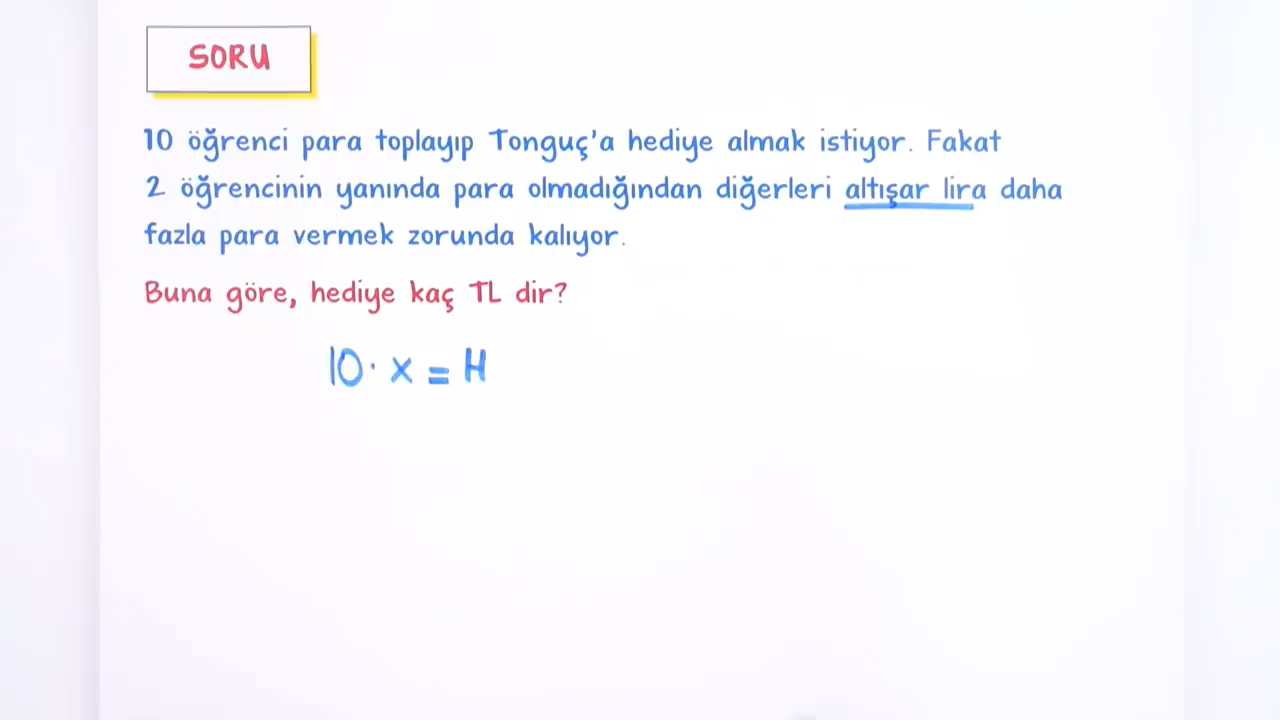 SORU
10 öğrenci para toplayıp Tonguç'a hediye almak istiyor. Fakat
2 öğrencinin yanında para olmadığından diğerleri altışar lira daha
fazla para vermek zorunda kalıyor.
Buna göre, hediye kaç TL dir?
10· x = H